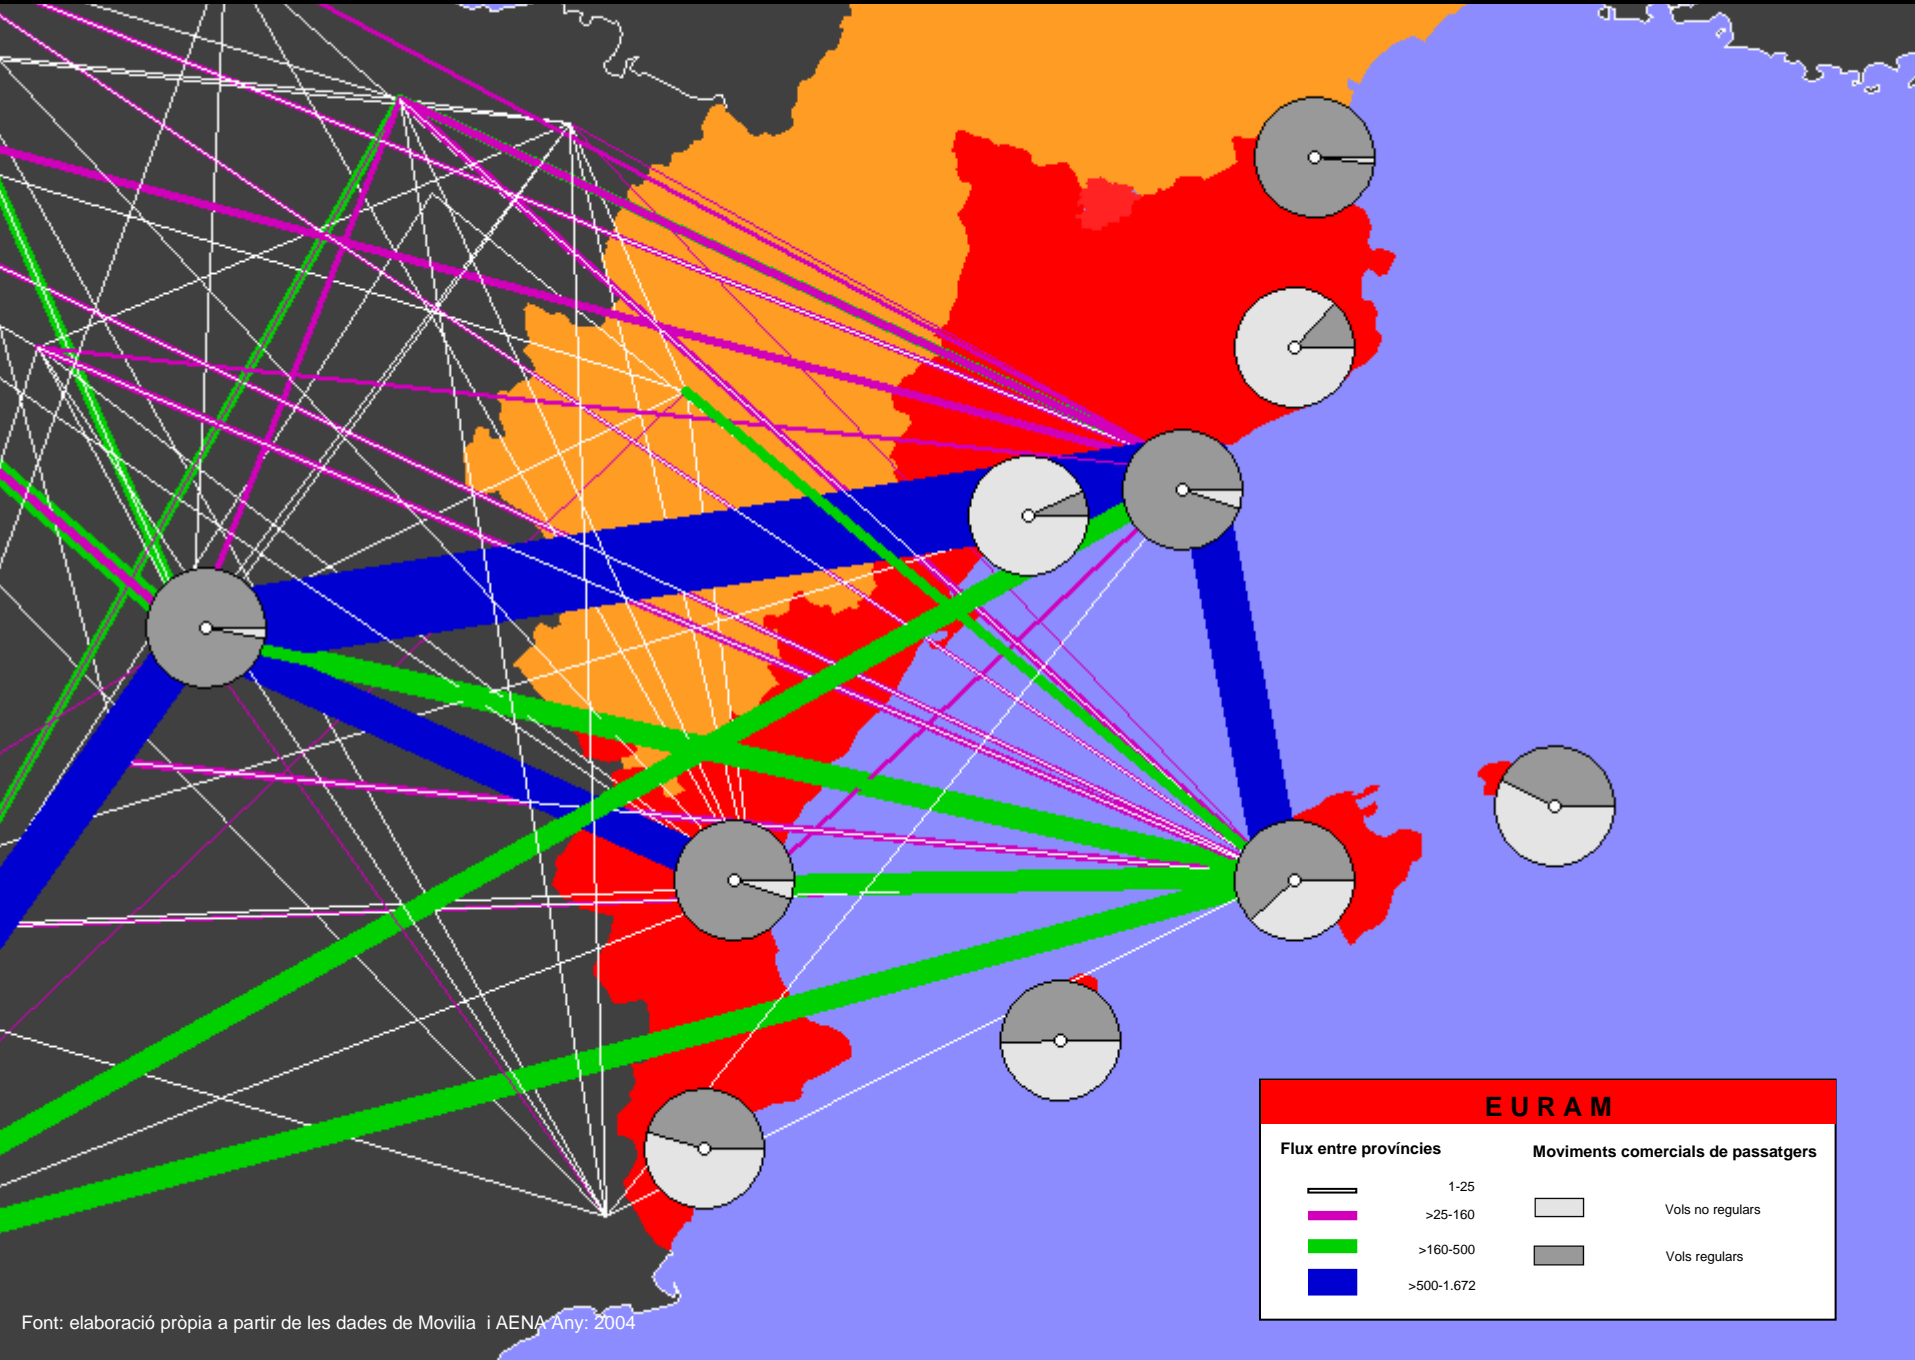 EURAM
Flux entre províncies
1-25
>25-160
>160-500
>500-1.672
Moviments comercials de passatgers
Vols no regulars
Vols regulars
Font: elaboració pròpia a partir de les dades de Movilia i AENA Any: 2004